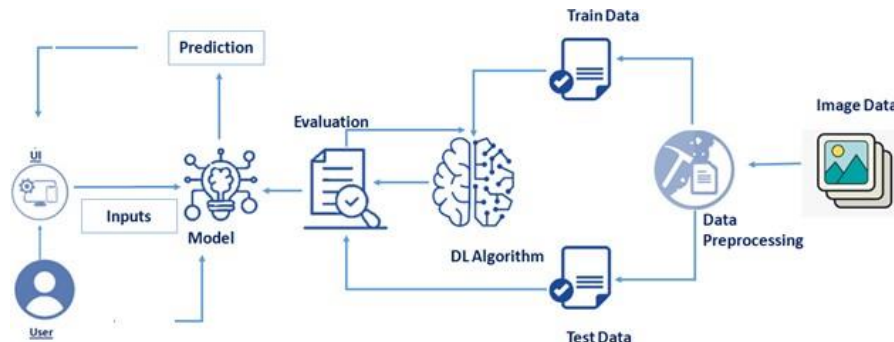 Train Data
Prediction
Image Data
Evaluation
UI
Inputs
Model
Data
Preprocessing
DL Algorithm
User
Test Data